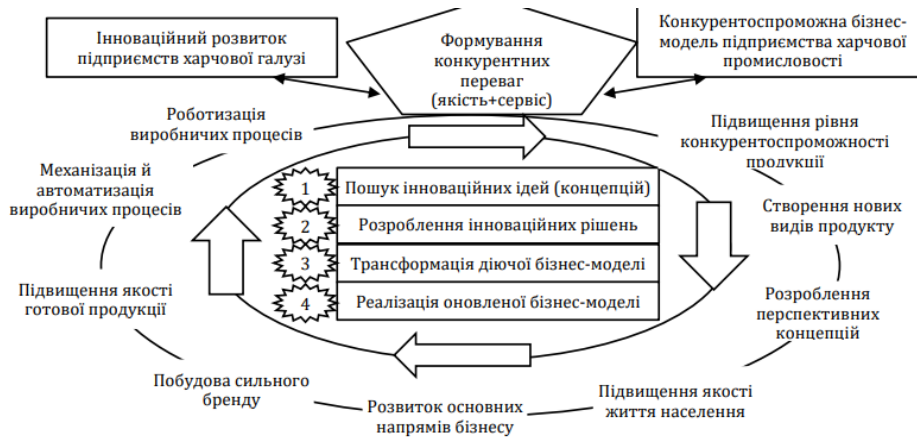 Інноваційний розвиток
підприємств харчової галузі
Формування
конкурентних
переваг
(якість+сервіс)
Конкурентоспроможна бізнес-
модель підприємства харчової
промисловості
Роботизація
виробничих процесів
Підвищення рівня
конкурентоспроможності
продукції
Механізація й
автоматизація
виробничих процесів
1 Пошук інноваційних ідей (концепцій)
2 Розроблення інноваційних рішень
3 Трансформація діючої бізнес-моделі
4 Реалізація оновленої бізнес-моделі
Створення нових
видів продукту
Підвищення якості
готової продукції
Розроблення
перспективних
концепцій
Побудова сильного
бренду
Розвиток основних
напрямів бізнесу
Підвищення якості
життя населення